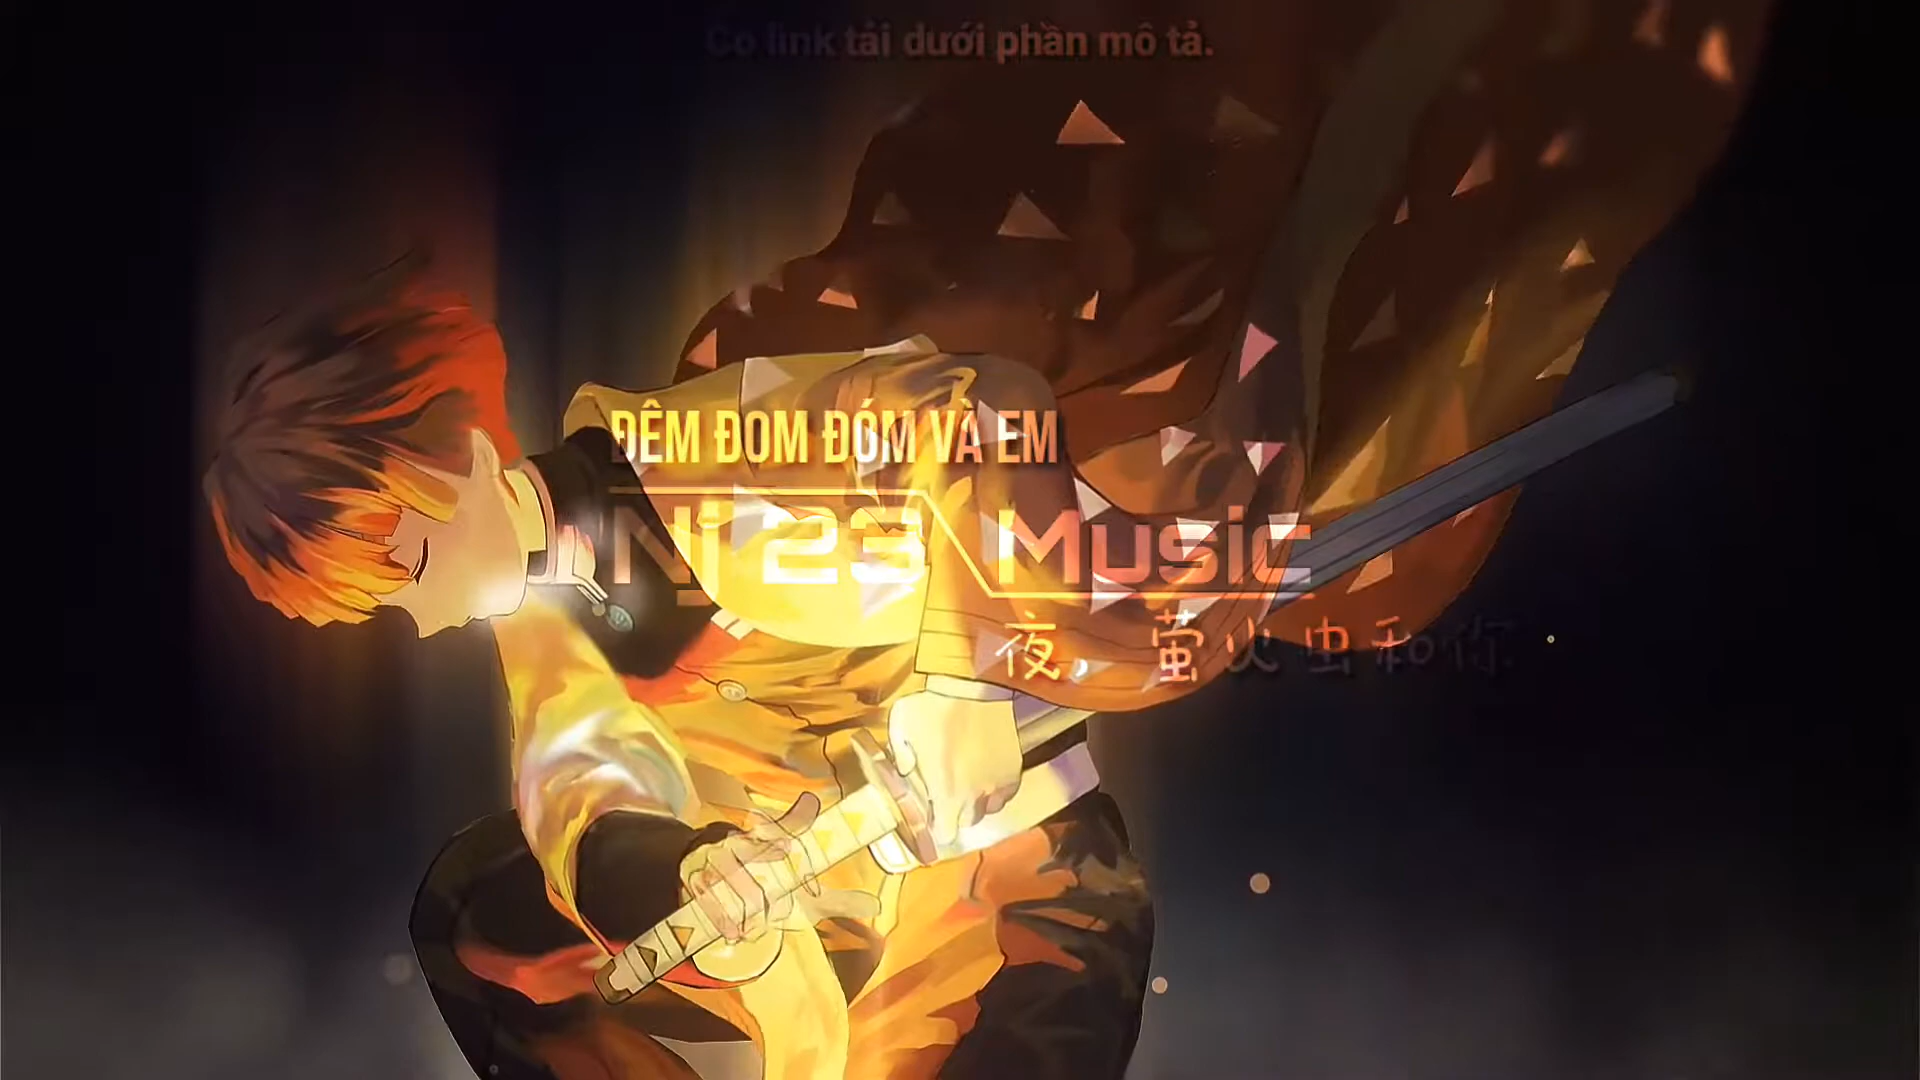 Có link tải dưới phần mô tả.
ĐÊM ĐOM ĐÓM VÀ EM
Nj 23 Music
夜，萤火虫和你